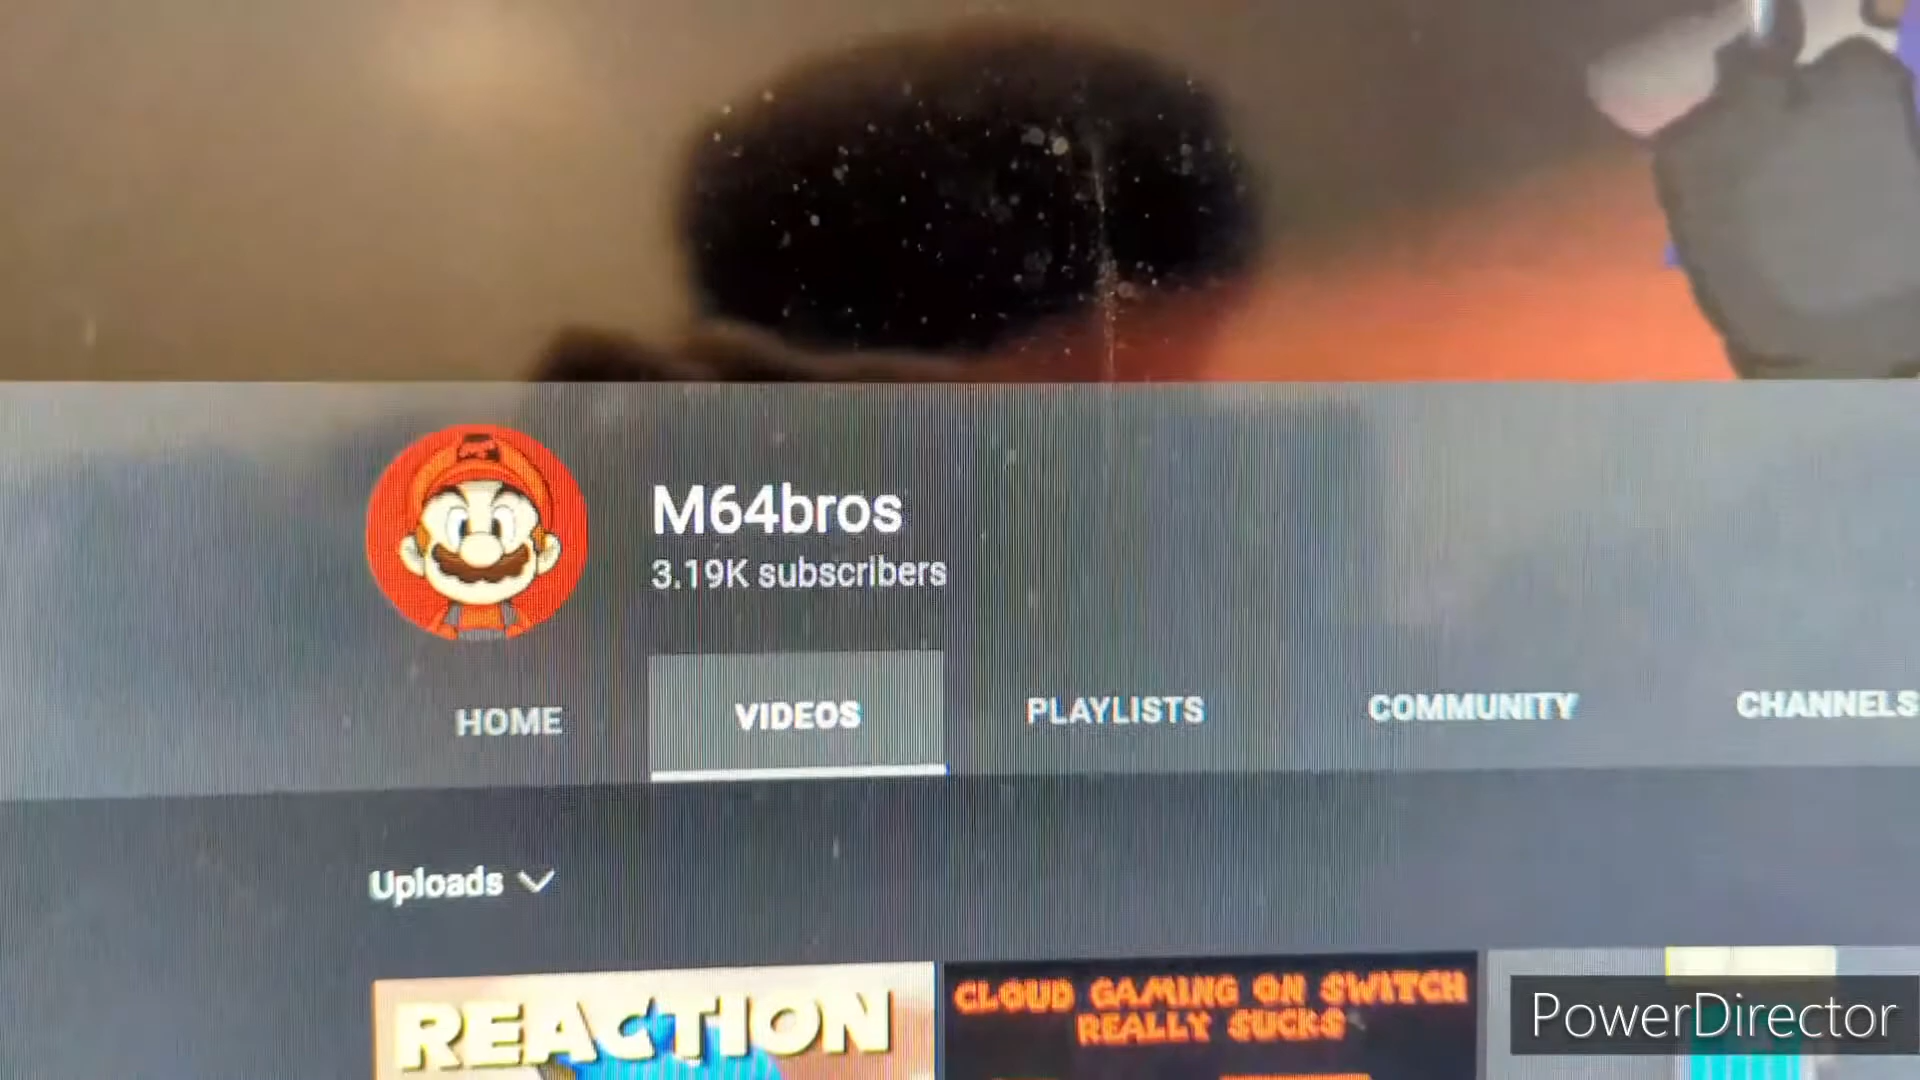 M64bros
3.19K subscribers
HOME
VIDEOS
PLAYLISTS
COMMUNITY
CHANNELS
Uploads
REACTION
CLOUD GAMING ON SWITCH
REALLY SUCKS
PowerDirector